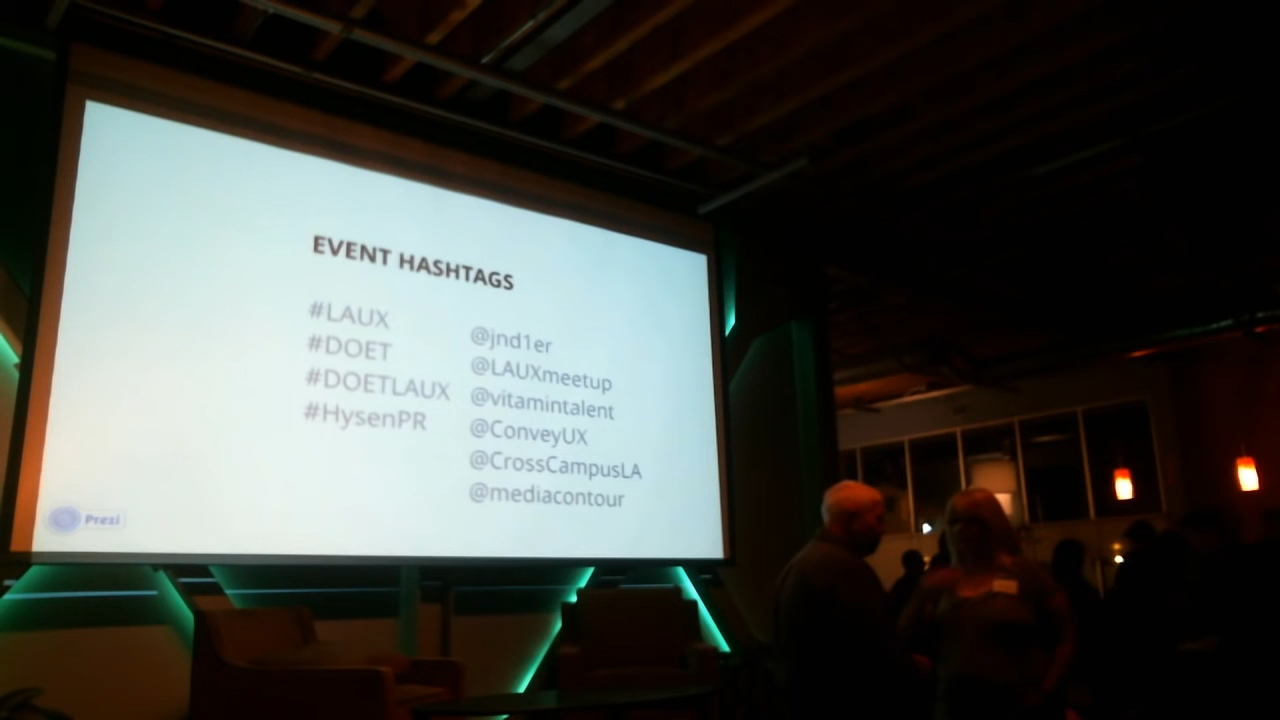 EVENT HASHTAGS
#LAUX
#DOET
#DOETLAUX
#HysenPR
@jnd1er
@LAUXmeetup
@vitamintalent
@ConveyUX
@CrossCampusLA
@mediacontour
Prezi